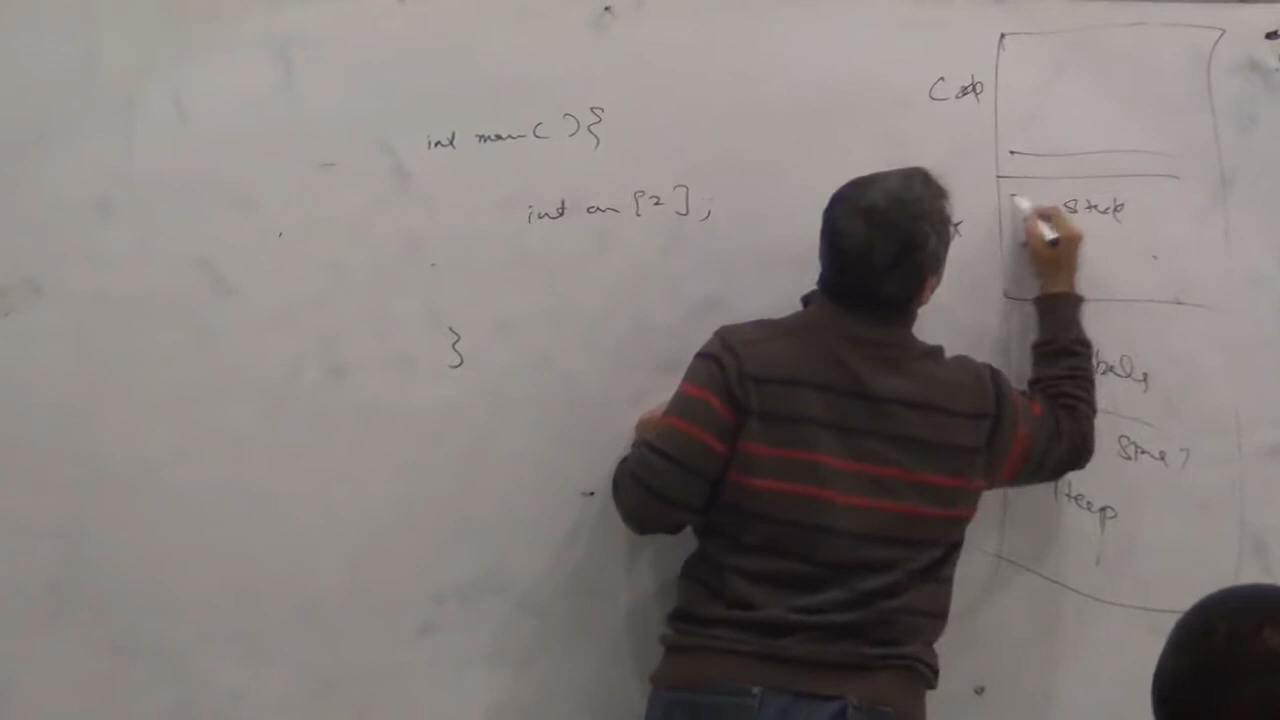 int main( ){
int arr [2];
}
Code
Stack
Heap